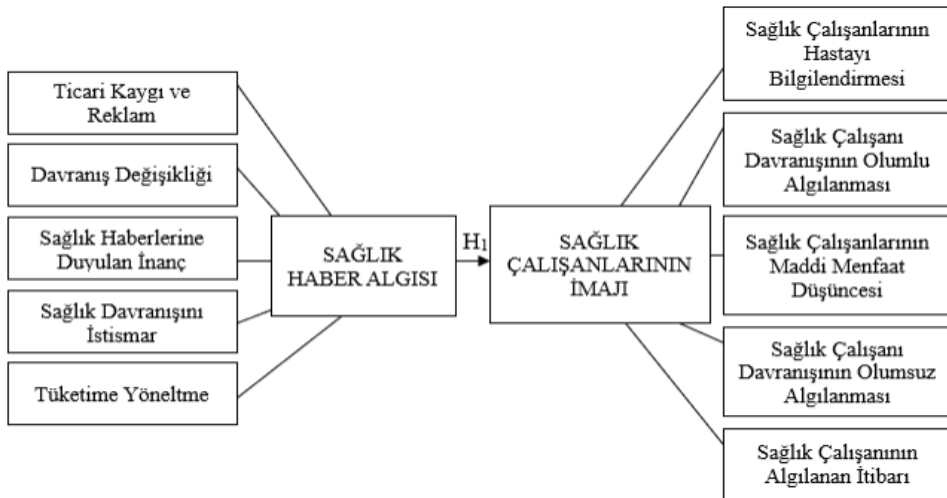 Ticari Kaygı ve
Reklam
Davranış Değişikliği
Sağlık Haberlerine
Duyulan İnanç
Sağlık Davranışını
İstismar
Tüketime Yöneltme
SAĞLIK
HABER ALGISI
H1
SAĞLIK
ÇALIŞANLARININ
İMAJI
Sağlık Çalışanlarının
Hastayı
Bilgilendirmesi
Sağlık Çalışanı
Davranışının Olumlu
Algılanması
Sağlık Çalışanlarının
Maddi Menfaat
Düşüncesi
Sağlık Çalışanı
Davranışının Olumsuz
Algılanması
Sağlık Çalışanının
Algılanan İtibarı